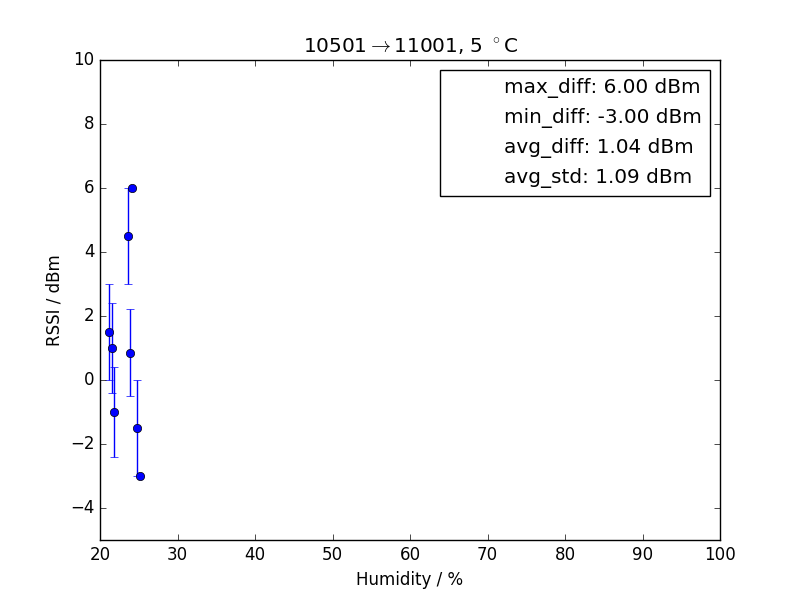 10501→11001, 5 °C
max_diff: 6.00 dBm
min_diff: -3.00 dBm
avg_diff: 1.04 dBm
avg_std: 1.09 dBm
10
8
6
4
2
0
−2
−4
RSSI / dBm
20 30 40 50 60 70 80 90 100
Humidity / %